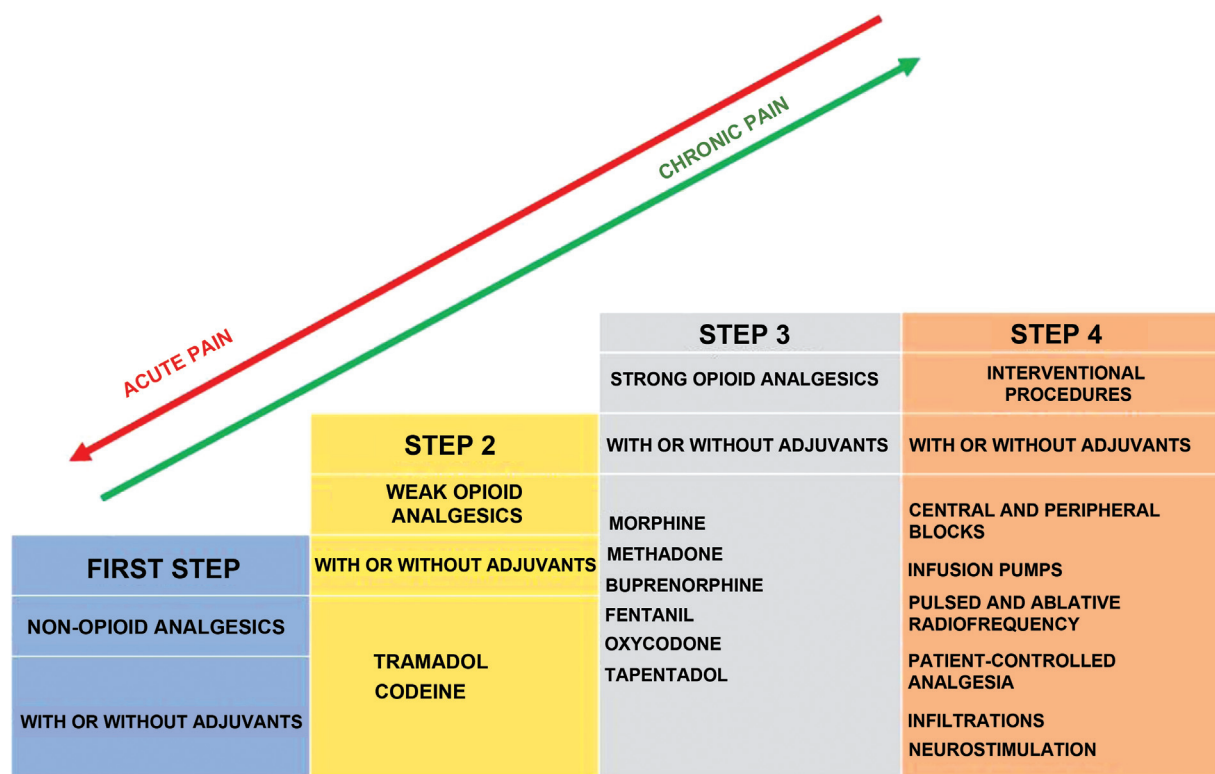 CHRONIC PAIN
ACUTE PAIN
FIRST STEP
NON-OPIOID ANALGESICS
WITH OR WITHOUT ADJUVANTS
STEP 2
WEAK OPIOID
ANALGESICS
WITH OR WITHOUT ADJUVANTS
TRAMADOL
CODEINE
STEP 3
STRONG OPIOID ANALGESICS
WITH OR WITHOUT ADJUVANTS
MORPHINE
METHADONE
BUPRENORPHINE
FENTANIL
OXYCODONE
TAPENTADOL
STEP 4
INTERVENTIONAL
PROCEDURES
WITH OR WITHOUT ADJUVANTS
CENTRAL AND PERIPHERAL
BLOCKS
INFUSION PUMPS
PULSED AND ABLATIVE
RADIOFREQUENCY
PATIENT-CONTROLLED
ANALGESIA
INFILTRATIONS
NEUROSTIMULATION